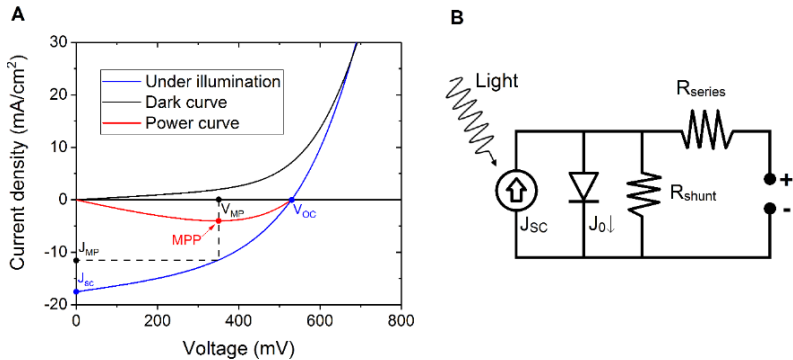 A
Current density (mA/cm²)
30
20
10
0
-10
-20
Under illumination
Dark curve
Power curve
V_MP
V_OC
MPP
J_MP
J_sc
0
200
400
600
800
Voltage (mV)
B
Light
R_series
R_shunt
J_SC
J_0↓
+
-